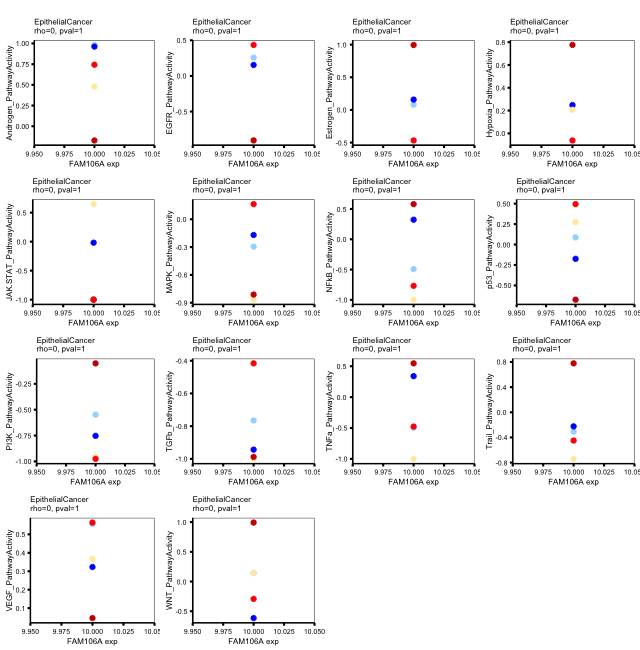 EpithelialCancer
rho=0, pval=1
Androgen_PathwayActivity
1.00
0.75
0.50
0.25
0.00
9.950 9.975 10.000 10.025 10.05
FAM106A exp
EpithelialCancer
rho=0, pval=1
EGFR_PathwayActivity
0.5
-0.5
9.950 9.975 10.000 10.025 10.05
FAM106A exp
EpithelialCancer
rho=0, pval=1
Estrogen_PathwayActivity
1.0
0.5
0.0
-0.5
9.950 9.975 10.000 10.025 10.05
FAM106A exp
EpithelialCancer
rho=0, pval=1
Hypoxia_PathwayActivity
0.8
0.6
0.4
0.2
0.0
9.950 9.975 10.000 10.025 10.05
FAM106A exp
EpithelialCancer
rho=0, pval=1
JAK.STAT_PathwayActivity
0.5
0.0
-0.5
-1.0
9.950 9.975 10.000 10.025 10.05
FAM106A exp
EpithelialCancer
rho=0, pval=1
MAPK_PathwayActivity
0.0
-0.3
-0.6
-0.9
9.950 9.975 10.000 10.025 10.05
FAM106A exp
EpithelialCancer
rho=0, pval=1
NFkB_PathwayActivity
0.5
0.0
-0.5
-1.0
9.950 9.975 10.000 10.025 10.05
FAM106A exp
EpithelialCancer
rho=0, pval=1
p53_PathwayActivity
0.50
0.25
0.00
-0.25
-0.50
9.950 9.975 10.000 10.025 10.05
FAM106A exp
EpithelialCancer
rho=0, pval=1
PI3K_PathwayActivity
-0.25
-0.50
-0.75
-1.00
9.950 9.975 10.000 10.025 10.05
FAM106A exp
EpithelialCancer
rho=0, pval=1
TGFb_PathwayActivity
-0.4
-0.6
-0.8
-1.0
9.950 9.975 10.000 10.025 10.05
FAM106A exp
EpithelialCancer
rho=0, pval=1
TNFa_PathwayActivity
0.5
0.0
-0.5
-1.0
9.950 9.975 10.000 10.025 10.05
FAM106A exp
EpithelialCancer
rho=0, pval=1
Trail_PathwayActivity
0.8
0.4
0.0
-0.4
-0.8
9.950 9.975 10.000 10.025 10.05
FAM106A exp
EpithelialCancer
rho=0, pval=1
VEGF_PathwayActivity
0.5
0.4
0.3
0.2
0.1
9.950 9.975 10.000 10.025 10.05
FAM106A exp
EpithelialCancer
rho=0, pval=1
WNT_PathwayActivity
1.0
0.5
0.0
-0.5
9.950 9.975 10.000 10.025 10.050
FAM106A exp